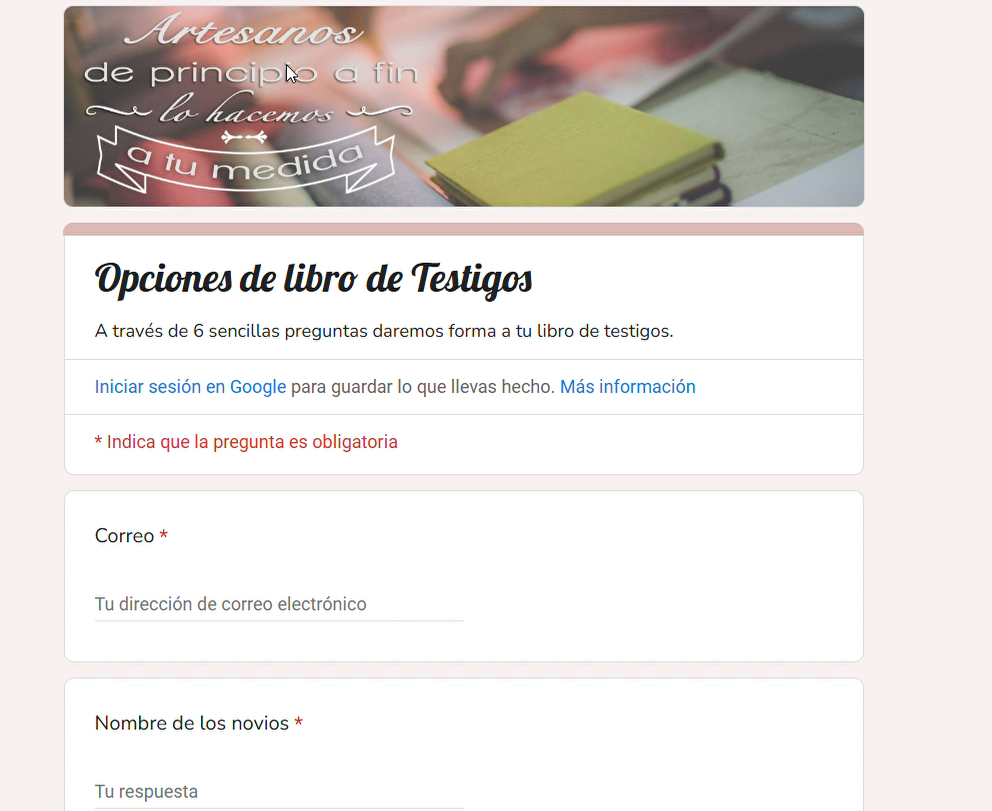 Artesanos
de principio a fin
lo hacemos
a tu medida
Opciones de libro de Testigos
A través de 6 sencillas preguntas daremos forma a tu libro de testigos.
Iniciar sesión en Google para guardar lo que llevas hecho. Más información
* Indica que la pregunta es obligatoria
Correo *
Tu dirección de correo electrónico
Nombre de los novios *
Tu respuesta